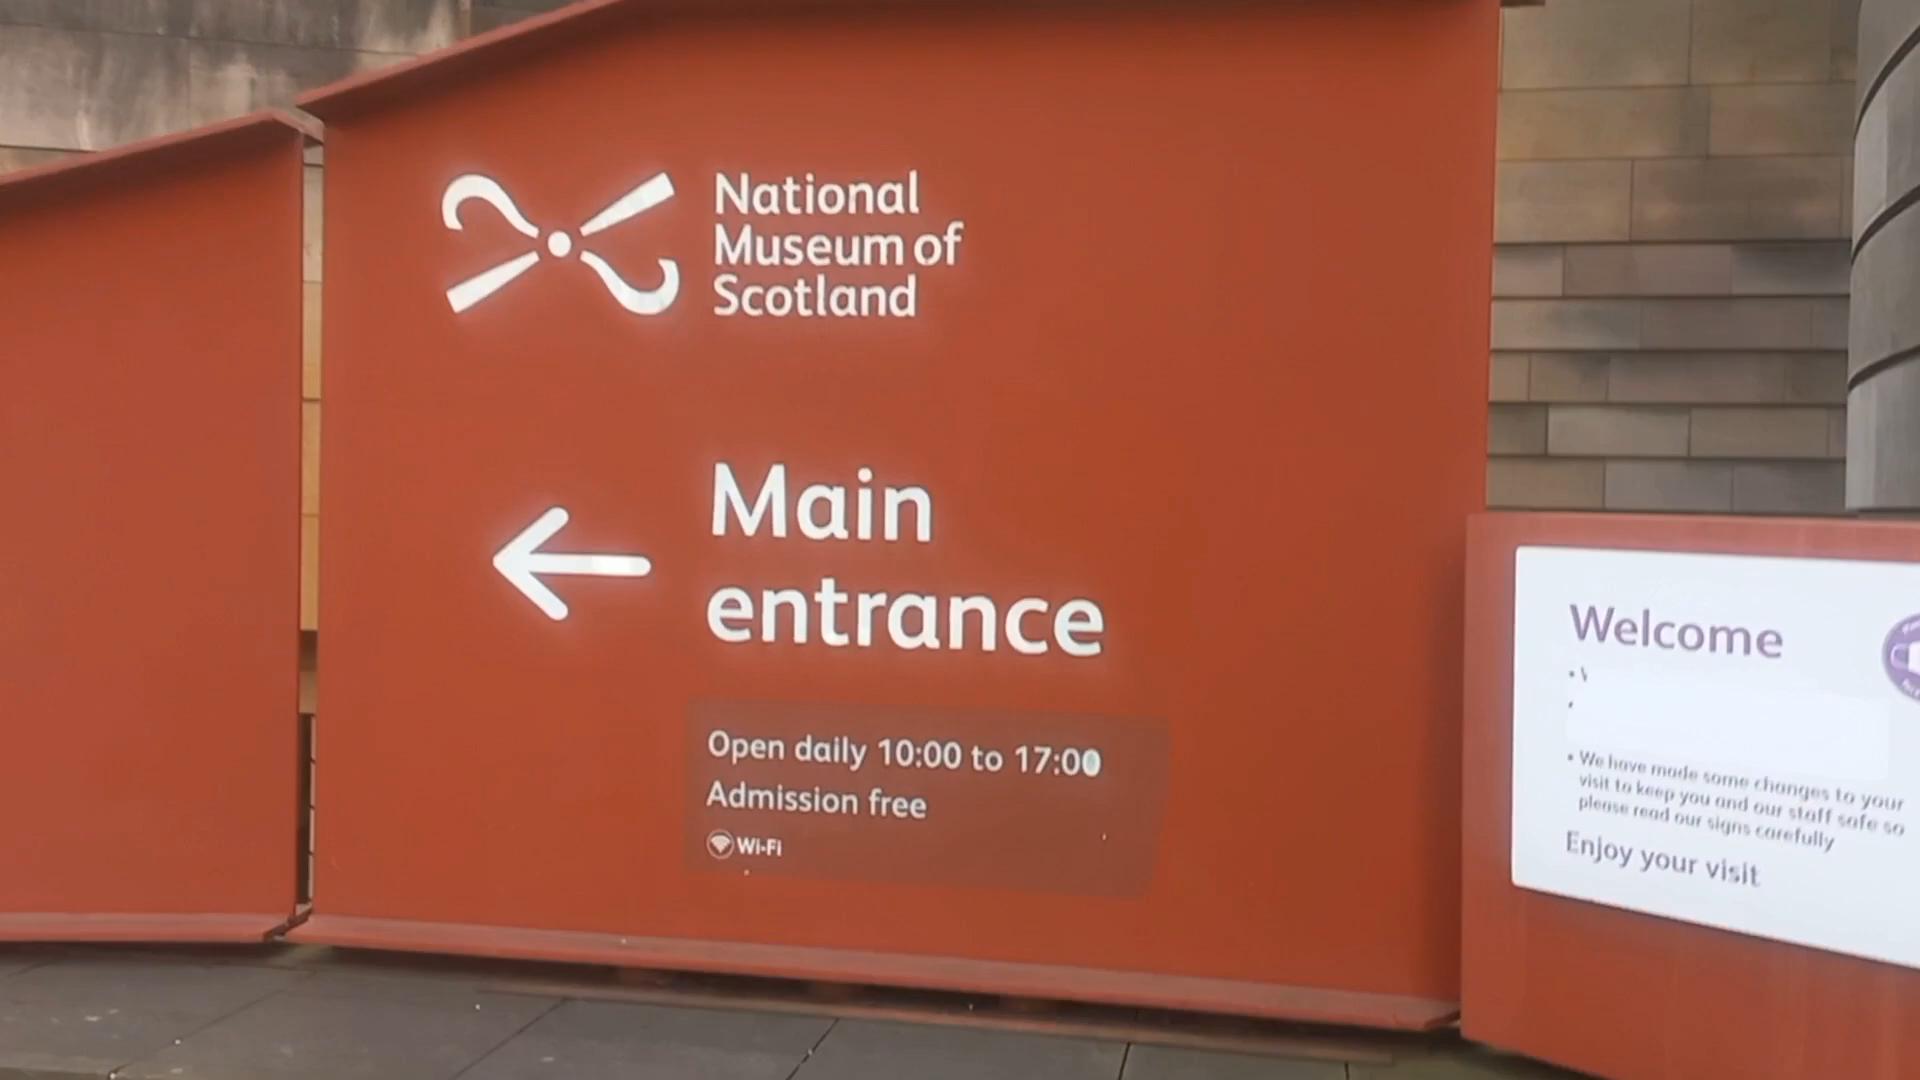 National
Museum of
Scotland
Main
entrance
Open daily 10:00 to 17:00
Admission free
Wi-Fi
Welcome
• We have made some changes to your
visit to keep you and our staff safe so
please read our signs carefully
Enjoy your visit